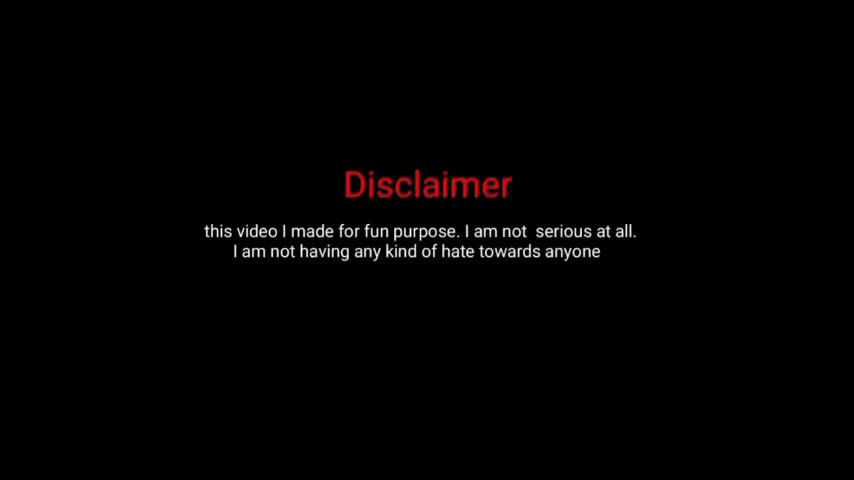 Disclaimer
this video I made for fun purpose. I am not  serious at all.
I am not having any kind of hate towards anyone